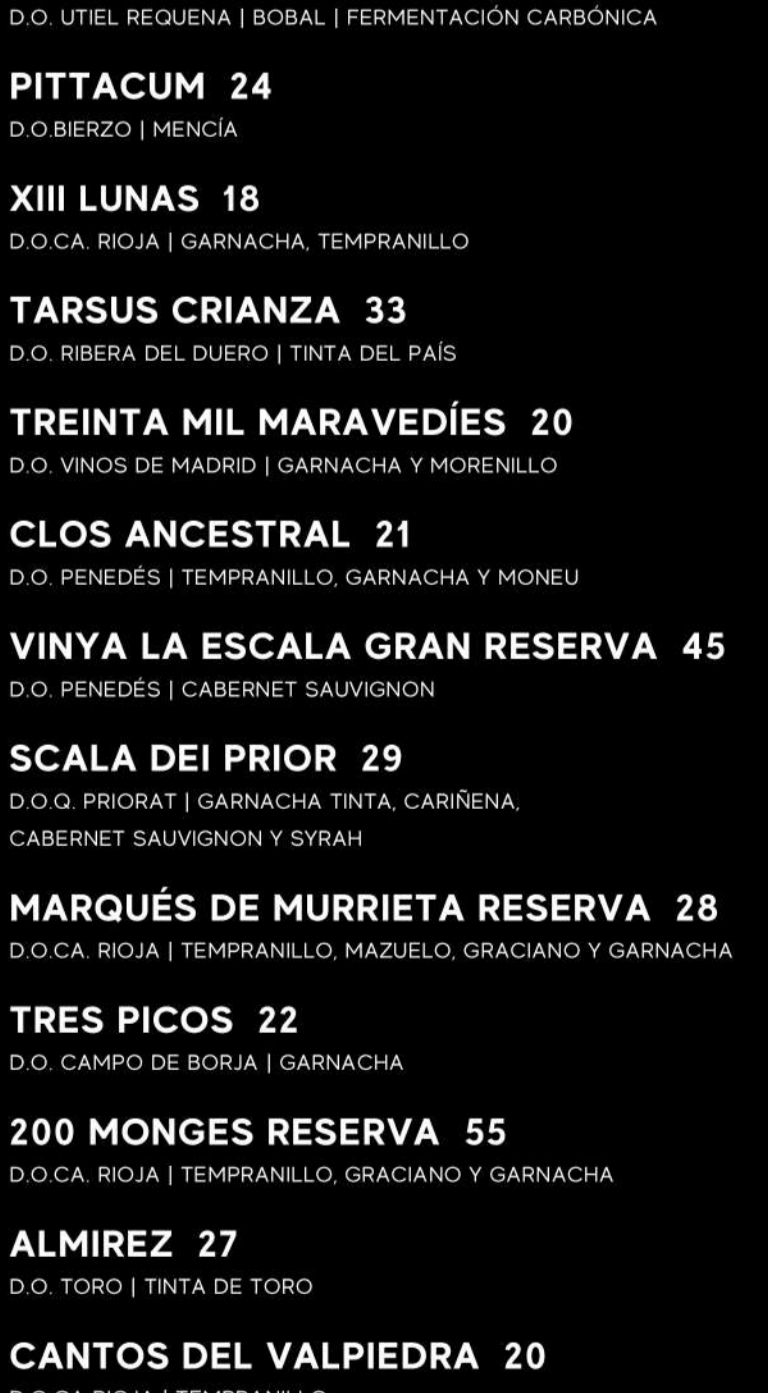 D.O. UTIEL REQUENA | BOBAL | FERMENTACIÓN CARBÓNICA
PITTACUM 24
D.O.BIERZO | MENCÍA
XIII LUNAS 18
D.O.CA. RIOJA | GARNACHA, TEMPRANILLO
TARSUS CRIANZA 33
D.O. RIBERA DEL DUERO | TINTA DEL PAÍS
TREINTA MIL MARAVEDÍES 20
D.O. VINOS DE MADRID | GARNACHA Y MORENILLO
CLOS ANCESTRAL 21
D.O. PENEDÉS | TEMPRANILLO, GARNACHA Y MONEU
VINYA LA ESCALA GRAN RESERVA 45
D.O. PENEDÉS | CABERNET SAUVIGNON
SCALA DEI PRIOR 29
D.O.Q. PRIORAT | GARNACHA TINTA, CARIÑENA,
CABERNET SAUVIGNON Y SYRAH
MARQUÉS DE MURRIETA RESERVA 28
D.O.CA. RIOJA | TEMPRANILLO, MAZUELO, GRACIANO Y GARNACHA
TRES PICOS 22
D.O. CAMPO DE BORJA | GARNACHA
200 MONGES RESERVA 55
D.O.CA. RIOJA | TEMPRANILLO, GRACIANO Y GARNACHA
ALMIREZ 27
D.O. TORO | TINTA DE TORO
CANTOS DEL VALPIEDRA 20